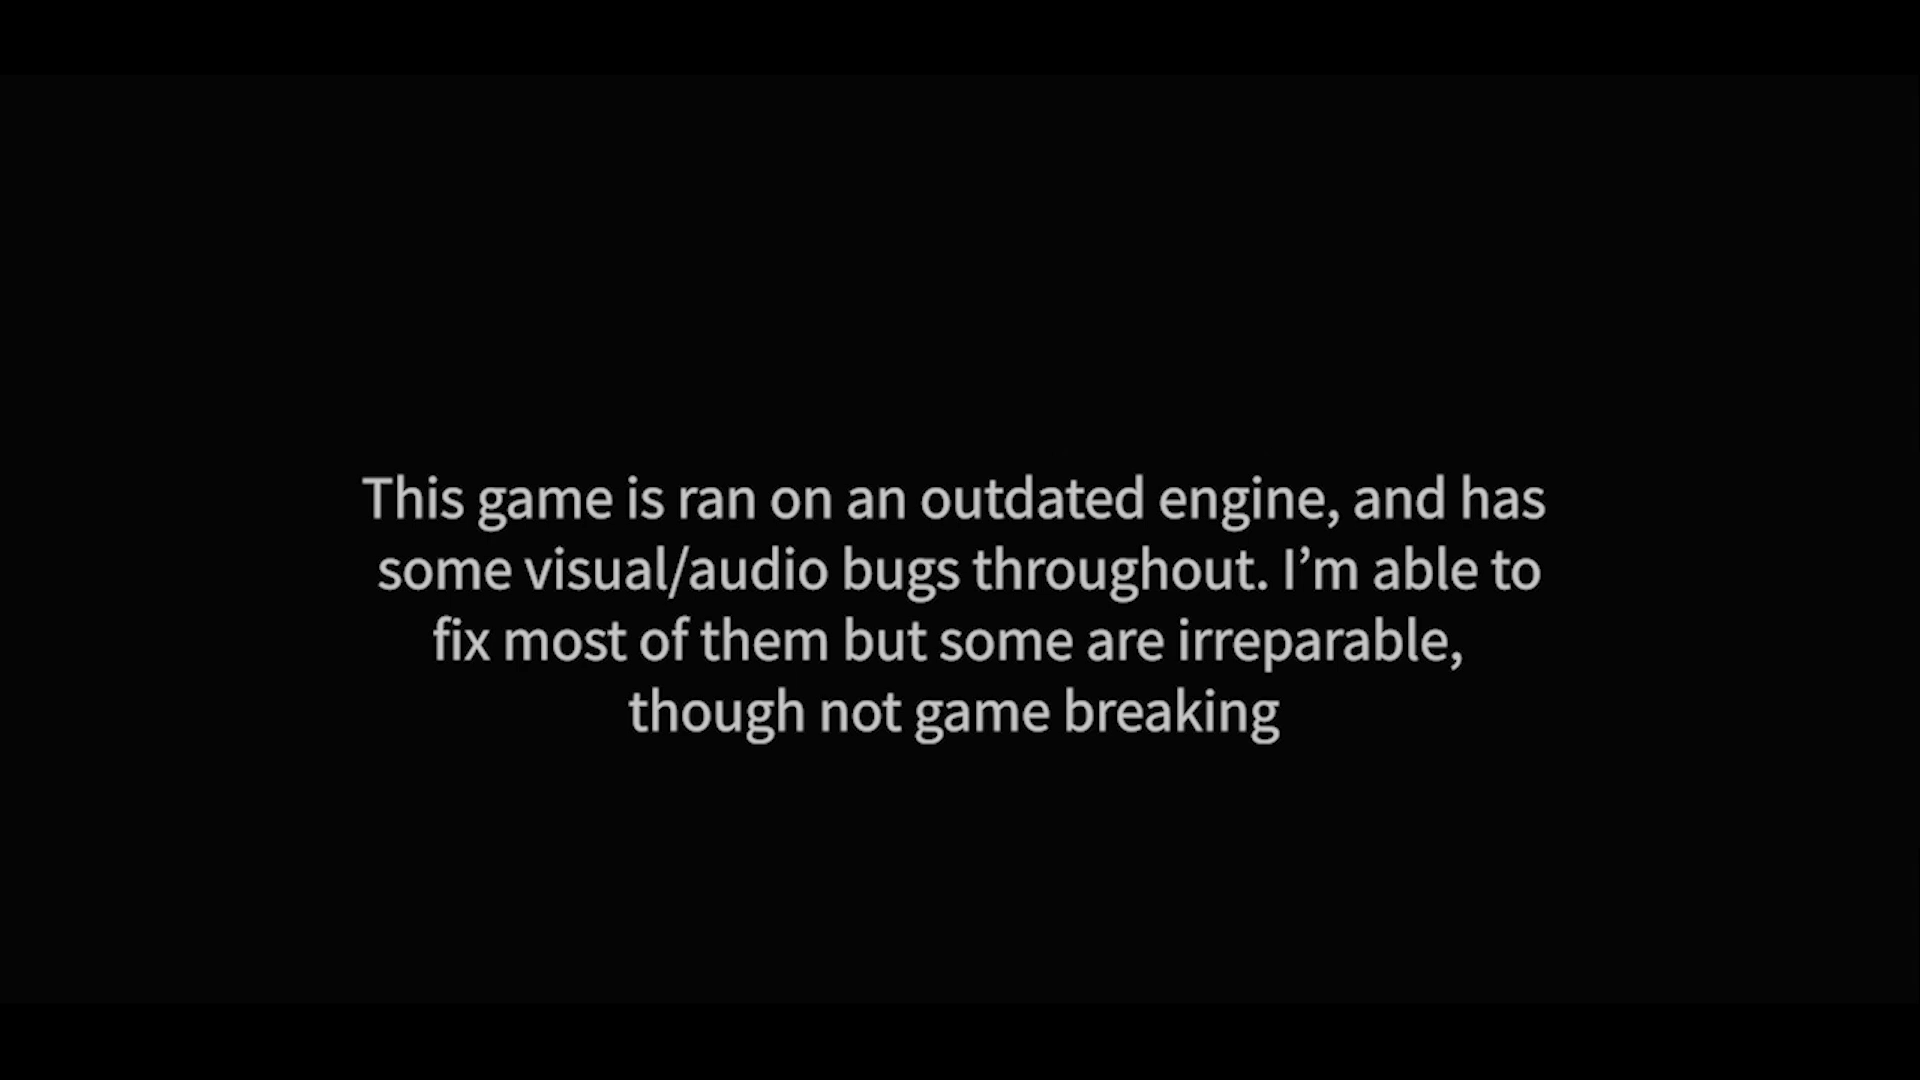 This game is ran on an outdated engine, and has
some visual/audio bugs throughout. I’m able to
fix most of them but some are irreparable,
though not game breaking